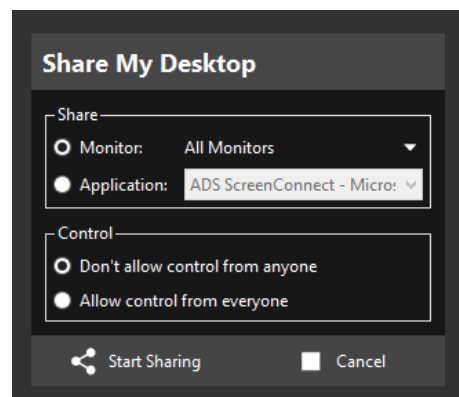 Share My Desktop
Share
Monitor: All Monitors
Application: ADS ScreenConnect - Micro
Control
Don't allow control from anyone
Allow control from everyone
Start Sharing Cancel